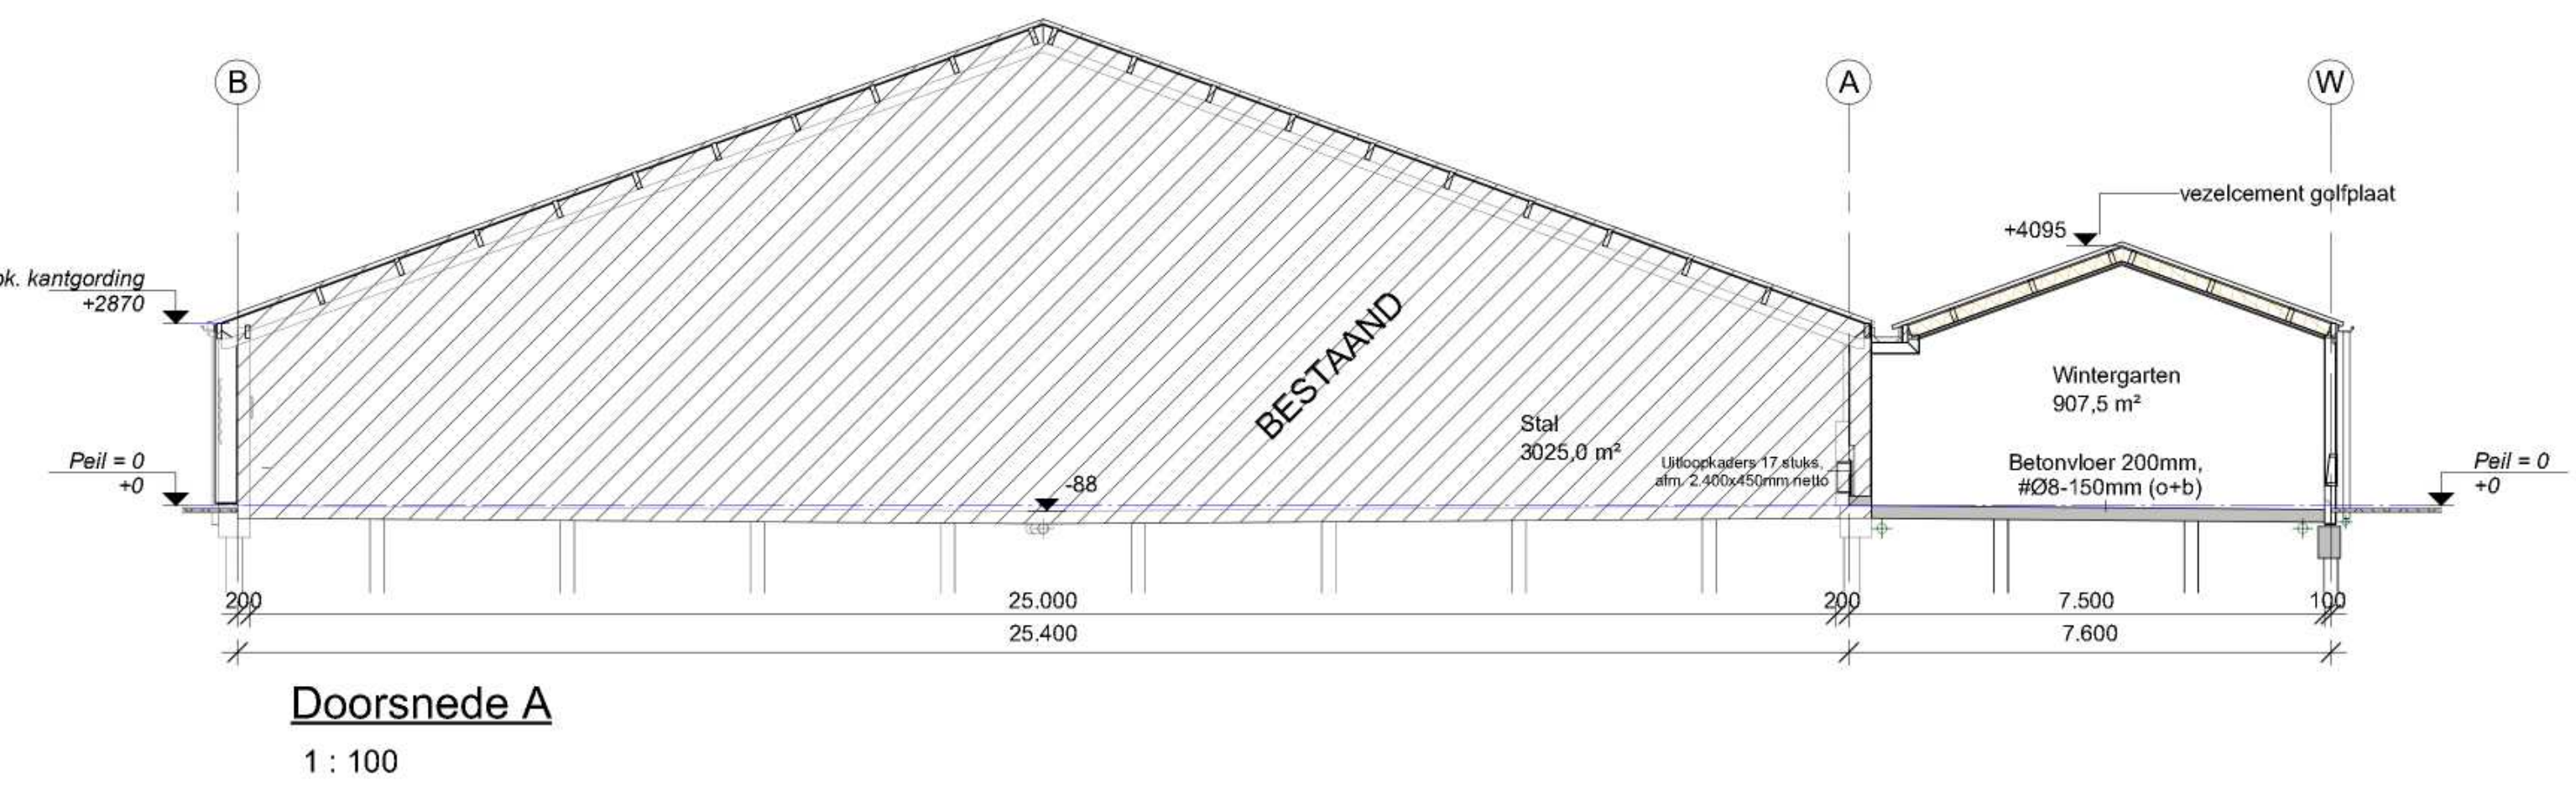 B
A
W
vezelcement golfplaat
+4095
bk. kantgording
+2870
BESTAAND
Wintergarten
907,5 m²
Stal
3025,0 m²
Uitloopkaders 17 stuks,
afm. 2.400x450mm netto
Betonvloer 200mm,
#Ø8-150mm (o+b)
Peil = 0
+0
Peil = 0
+0
-88
200
25.000
200
7.500
100
25.400
7.600
Doorsnede A
1 : 100